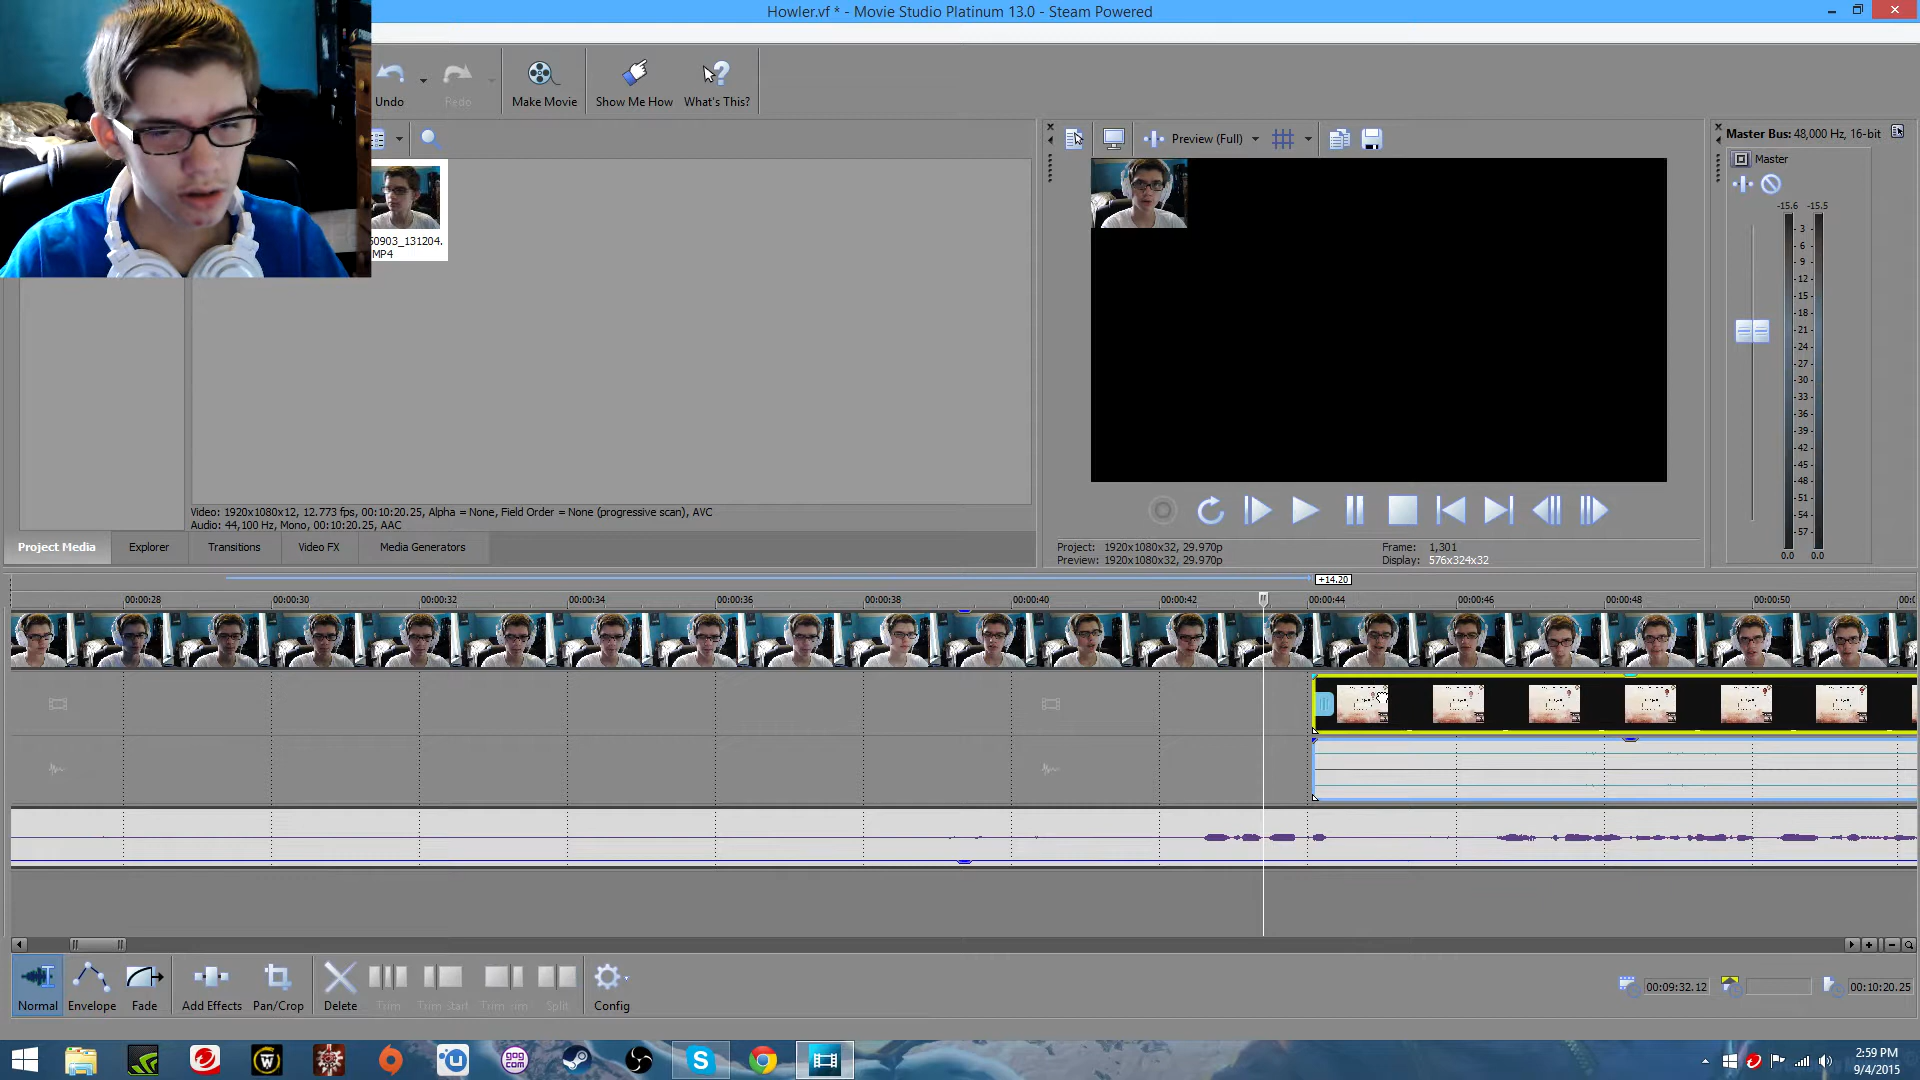 Howler.vf * - Movie Studio Platinum 13.0 - Steam Powered
Undo
Redo
Make Movie
Show Me How
What's This?
Preview (Full)
Master Bus: 48,000 Hz, 16-bit
Master
-15.6 -15.5
3
6
9
12
15
18
21
24
27
30
33
36
39
42
45
48
51
54
57
0.0 0.0
50903_131204.
MP4
Video: 1920x1080x12, 12.773 fps, 00:10:20.25, Alpha = None, Field Order = None (progressive scan), AVC
Audio: 44,100 Hz, Mono, 00:10:20.25, AAC
Project Media
Explorer
Transitions
Video FX
Media Generators
Project: 1920x1080x32, 29.970p
Preview: 1920x1080x32, 29.970p
Frame: 1,301
Display: 576x324x32
+14.20
00:00:28 00:00:30 00:00:32 00:00:34 00:00:36 00:00:38 00:00:40 00:00:42 00:00:44 00:00:46 00:00:48 00:00:50
Normal
Envelope
Fade
Add Effects
Pan/Crop
Delete
Trim
Trim Start
Split
Config
00:09:32.12
00:10:20.25
gog
com
2:59 PM
9/4/2015